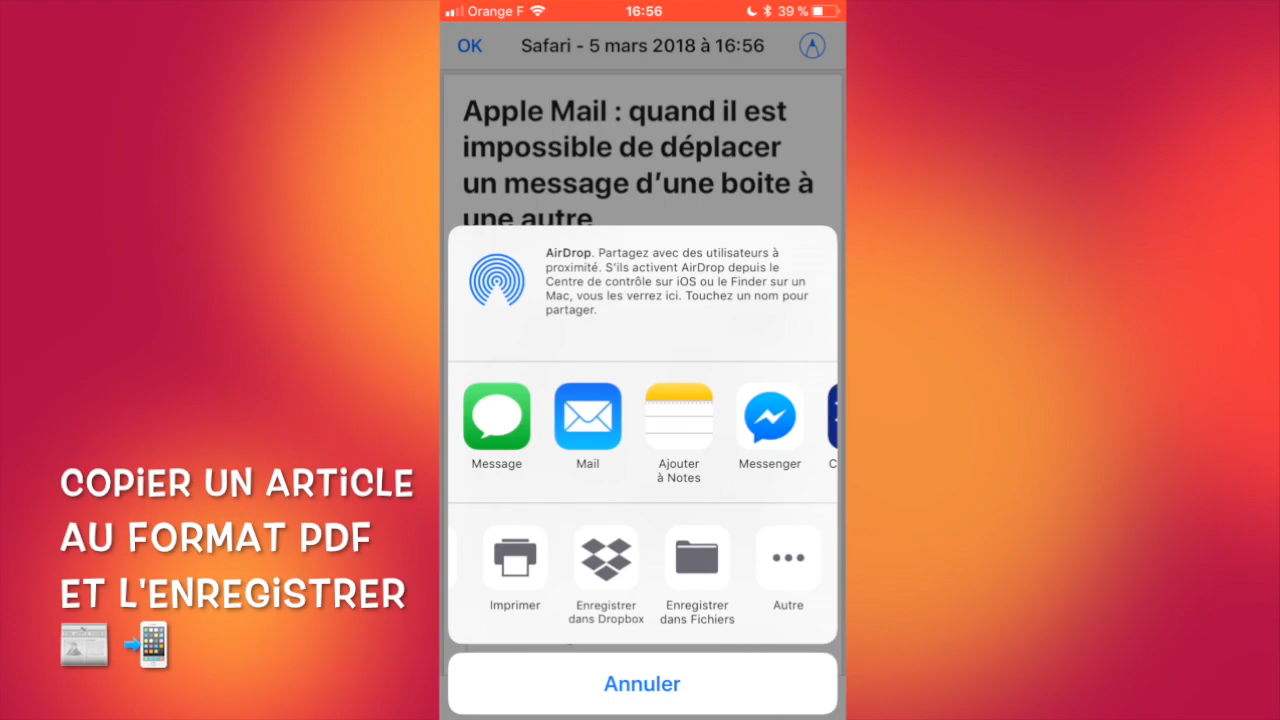 Orange F
16:56
39 %
OK
Safari - 5 mars 2018 à 16:56
Apple Mail : quand il est
impossible de déplacer
un message d’une boite à
une autre
AirDrop. Partagez avec des utilisateurs à
proximité. S’ils activent AirDrop depuis le
Centre de contrôle sur iOS ou le Finder sur un
Mac, vous les verrez ici. Touchez un nom pour
partager.
Message
Mail
Ajouter
à Notes
Messenger
C
Imprimer
Enregistrer
dans Dropbox
Enregistrer
dans Fichiers
Autre
Annuler
COPiER UN ARTiCLE
AU FORMAT PDF
ET L'ENREGiSTRER